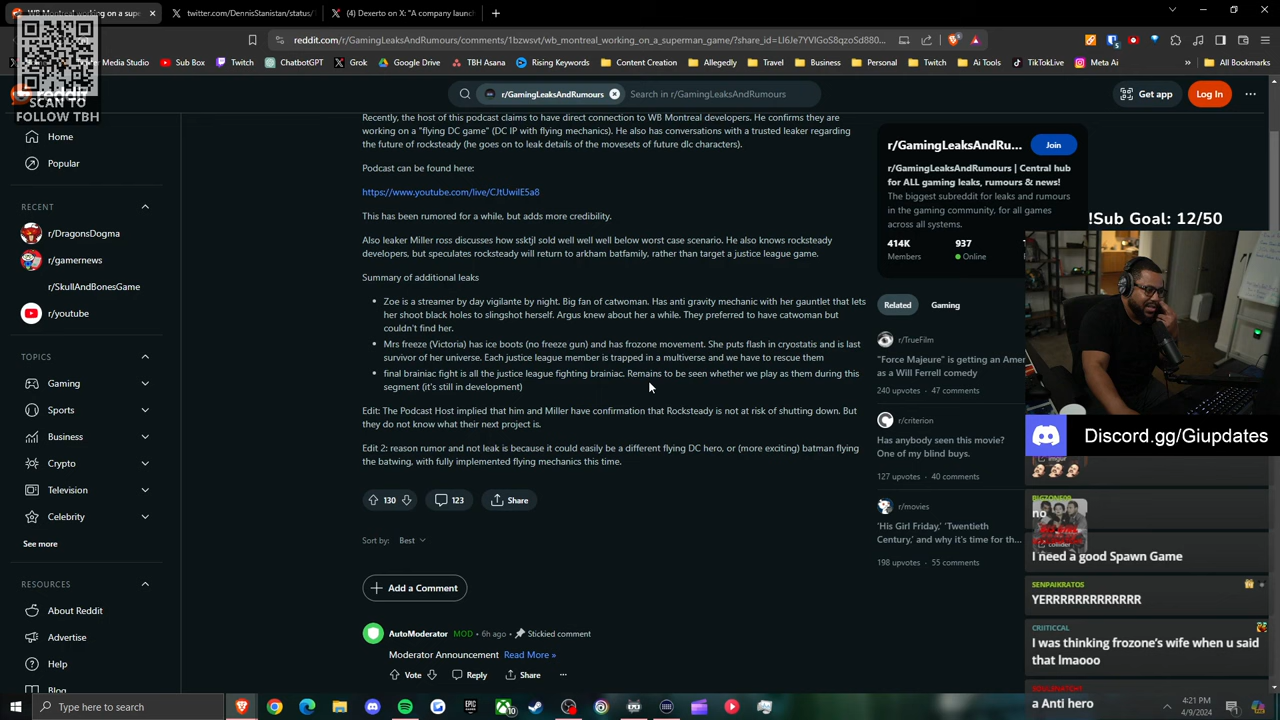 WB Montreal working on a supe
twitter.com/DennisStanistan/status/
(4) Dexerto on X: "A company launc
reddit.com/r/GamingLeaksAndRumours/comments/1bzwsvt/wb_montreal_working_on_a_superman_game/?share_id=LI6Je7YVlGoS8qzoSd880...
Media Studio
Sub Box
Twitch
ChatbotGPT
Grok
Google Drive
TBH Asana
Rising Keywords
Content Creation
Allegedly
Travel
Business
Personal
Twitch
Ai Tools
TikTokLive
Meta Ai
All Bookmarks
SCAN TO
FOLLOW TBH
r/GamingLeaksAndRumours
Search in r/GamingLeaksAndRumours
Get app
Log In
Home
Popular
RECENT
r/DragonsDogma
r/gamernews
r/SkullAndBonesGame
r/youtube
TOPICS
Gaming
Sports
Business
Crypto
Television
Celebrity
See more
RESOURCES
About Reddit
Advertise
Help
Blog
Recently, the host of this podcast claims to have direct connection to WB Montreal developers. He confirms they are
working on a "flying DC game" (DC IP with flying mechanics). He also has conversations with a trusted leaker regarding
the future of rocksteady (he goes on to leak details of the movesets of future dlc characters).
Podcast can be found here:
https://www.youtube.com/live/CJtUwilE5a8
This has been rumored for a while, but adds more credibility.
Also leaker Miller ross discusses how ssktjl sold well well well below worst case scenario. He also knows rocksteady
developers, but speculates rocksteady will return to arkham batfamily, rather than target a justice league game.
Summary of additional leaks
• Zoe is a streamer by day vigilante by night. Big fan of catwoman. Has anti gravity mechanic with her gauntlet that lets
her shoot black holes to slingshot herself. Argus knew about her a while. They preferred to have catwoman but
couldn't find her.
• Mrs freeze (Victoria) has ice boots (no freeze gun) and has frozone movement. She puts flash in cryostatis and is last
survivor of her universe. Each justice league member is trapped in a multiverse and we have to rescue them
• final brainiac fight is all the justice league fighting brainiac. Remains to be seen whether we play as them during this
segment (it's still in development)
Edit: The Podcast Host implied that him and Miller have confirmation that Rocksteady is not at risk of shutting down. But
they do not know what their next project is.
Edit 2: reason rumor and not leak is because it could easily be a different flying DC hero, or (more exciting) batman flying
the batwing, with fully implemented flying mechanics this time.
130
123
Share
Sort by: Best
Add a Comment
AutoModerator MOD • 6h ago • Stickied comment
Moderator Announcement Read More »
Vote
Reply
Share
r/GamingLeaksAndRu...
Join
r/GamingLeaksAndRumours | Central hub
for ALL gaming leaks, rumours & news!
The biggest subreddit for leaks and rumours
in the gaming community, for all games
across all systems.
414K
937
Members
Online
Related
Gaming
r/TrueFilm
"Force Majeure" is getting an Amer
as a Will Ferrell comedy
240 upvotes • 47 comments
r/criterion
Has anybody seen this movie?
One of my blind buys.
127 upvotes • 40 comments
r/movies
'His Girl Friday,' 'Twentieth
Century,' and why it's time for th...
198 upvotes • 55 comments
!Sub Goal: 12/50
Discord.gg/Giupdates
no
collider
I need a good Spawn Game
SENPAIKRATOS
YERRRRRRRRRRRR
CRIITICCAL
I was thinking frozone's wife when u said
that lmaooo
a Anti hero
Type here to search
4:21 PM
4/9/2024